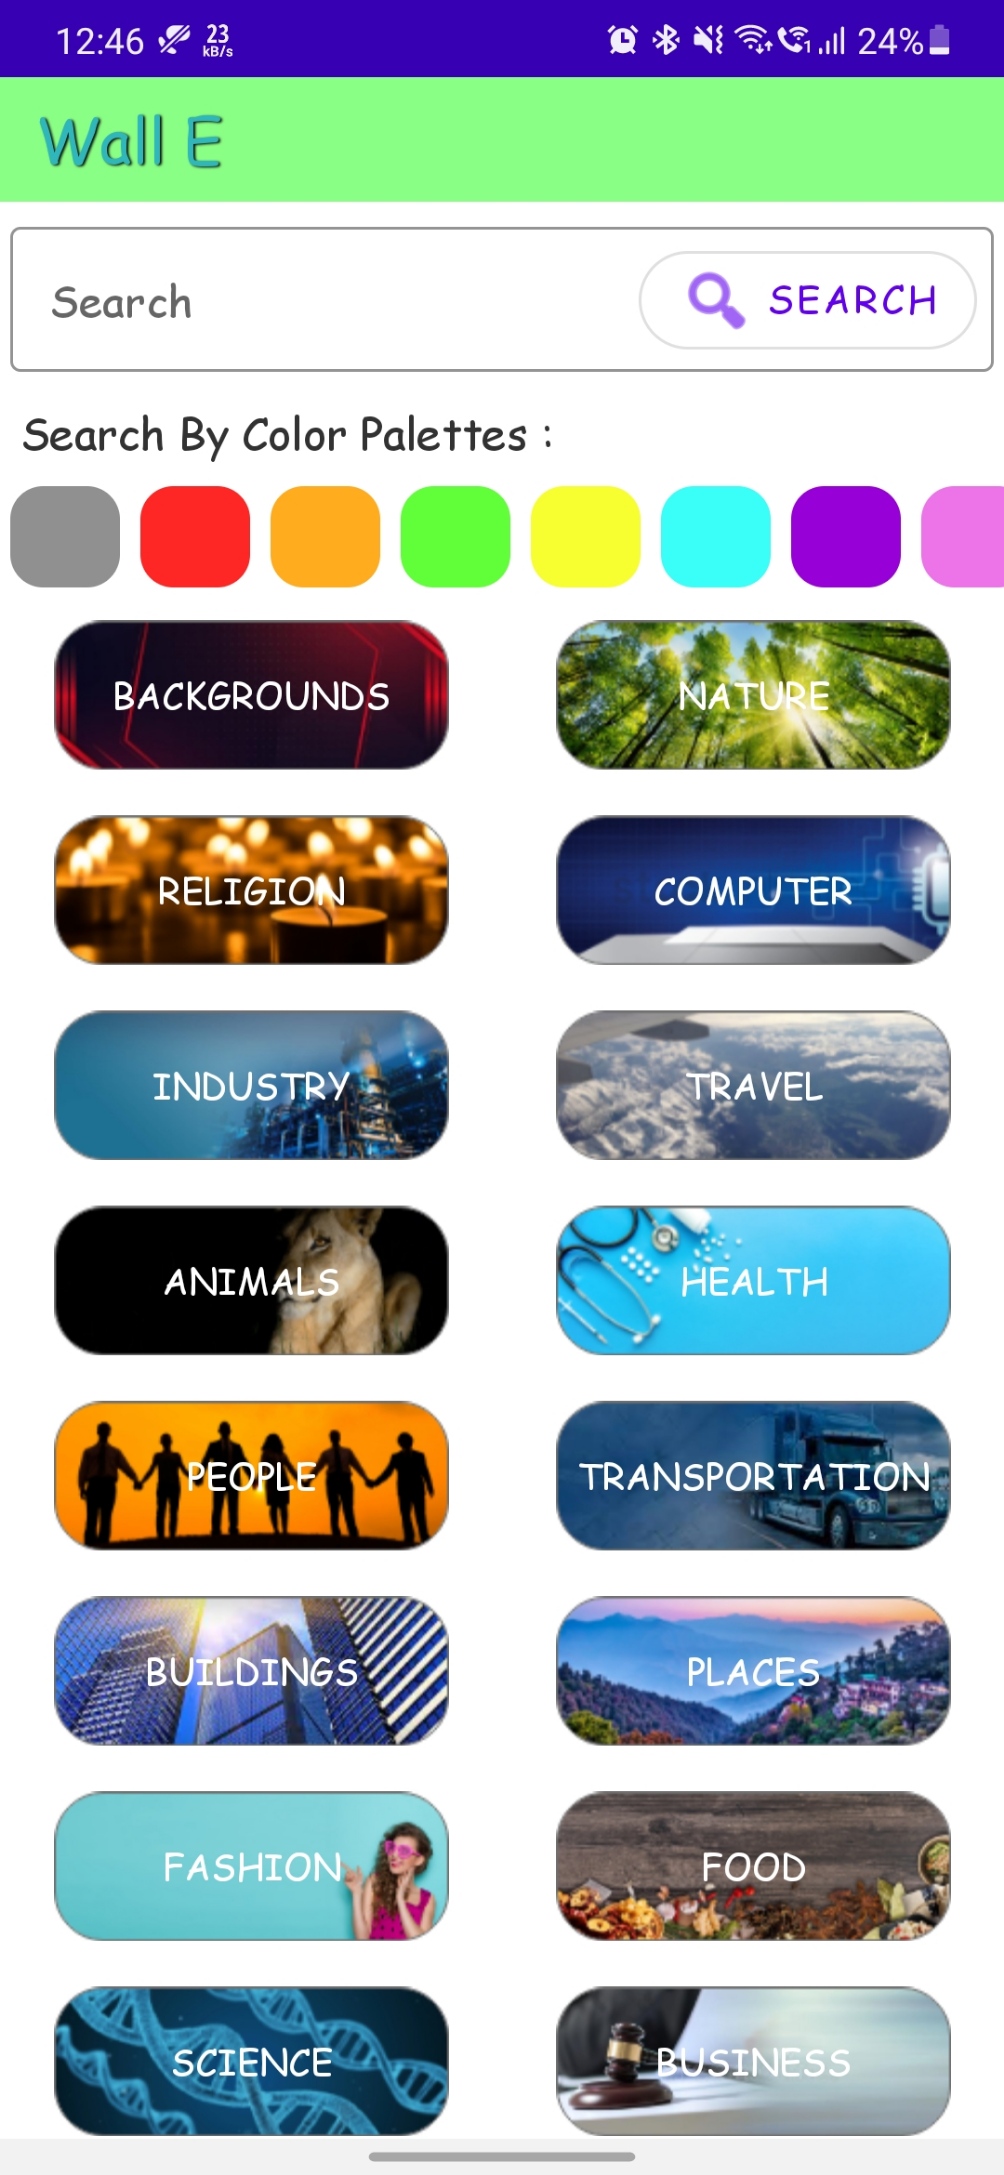 12:46 23 kB/s 24%
Wall E
Search SEARCH
Search By Color Palettes :
BACKGROUNDS NATURE
RELIGION COMPUTER
INDUSTRY TRAVEL
ANIMALS HEALTH
PEOPLE TRANSPORTATION
BUILDINGS PLACES
FASHION FOOD
SCIENCE BUSINESS